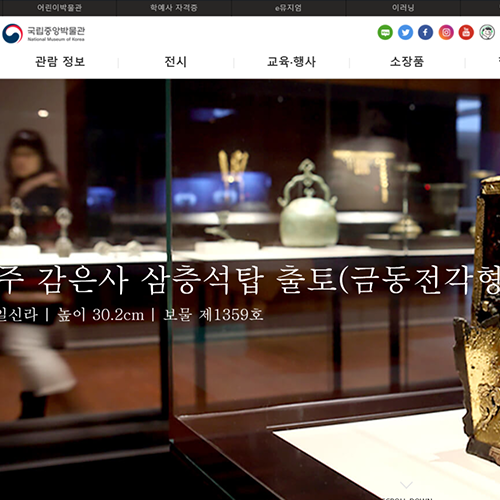 어린이박물관
학예사 자격증
e뮤지엄
이러닝
국립중앙박물관
National Museum of Korea
관람 정보
전시
교육·행사
소장품
주 감은사 삼층석탑 출토(금동전각형
일신라 | 높이 30.2cm | 보물 제1359호
SCROLL DOWN